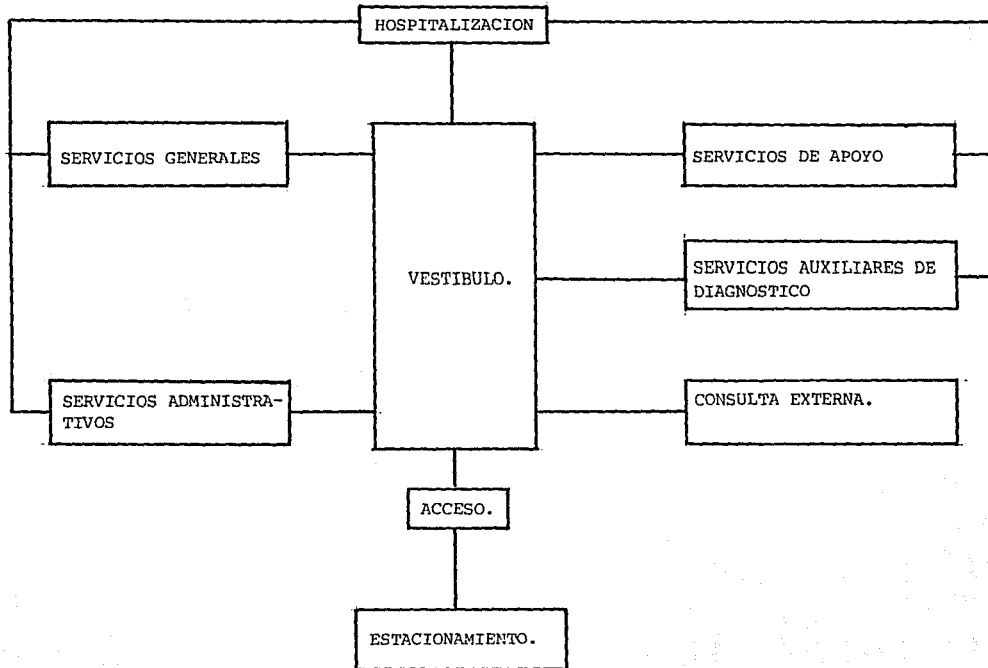 HOSPITALIZACION
SERVICIOS GENERALES
SERVICIOS DE APOYO
VESTIBULO.
SERVICIOS AUXILIARES DE
DIAGNOSTICO
SERVICIOS ADMINISTRA-
TIVOS
CONSULTA EXTERNA.
ACCESO.
ESTACIONAMIENTO.